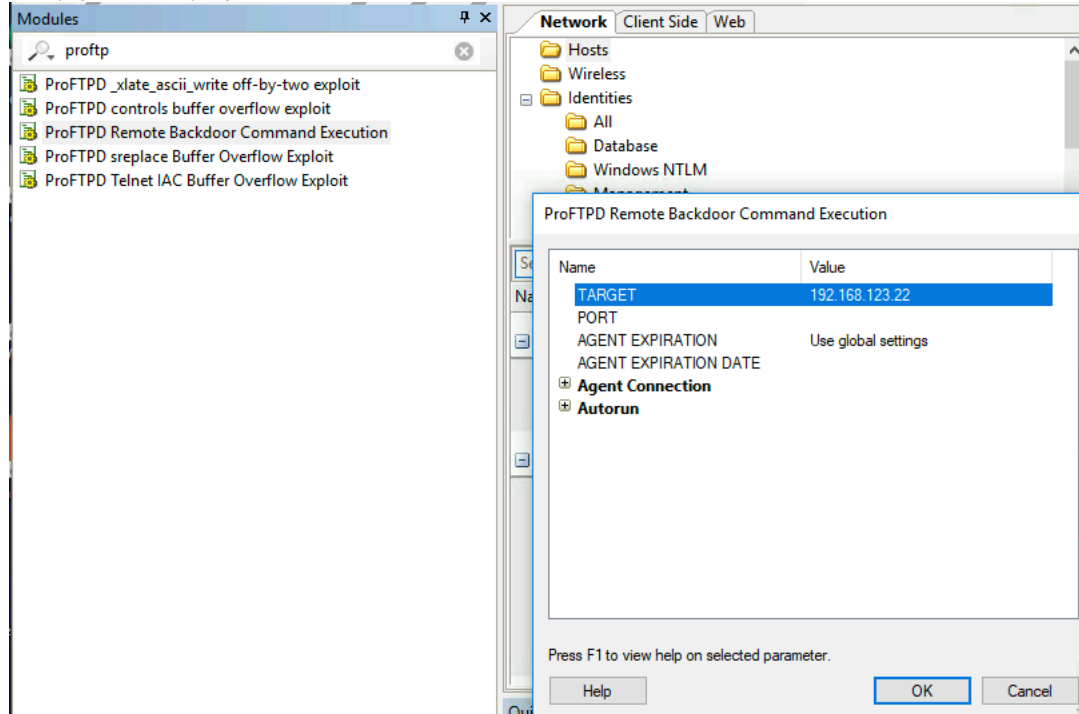 Modules
proftp
ProFTPD _xlate_ascii_write off-by-two exploit
ProFTPD controls buffer overflow exploit
ProFTPD Remote Backdoor Command Execution
ProFTPD sreplace Buffer Overflow Exploit
ProFTPD Telnet IAC Buffer Overflow Exploit
Network Client Side Web
Hosts
Wireless
Identities
All
Database
Windows NTLM
ProFTPD Remote Backdoor Command Execution
Name Value
TARGET 192.168.123.22
PORT
AGENT EXPIRATION Use global settings
AGENT EXPIRATION DATE
Agent Connection
Autorun
Press F1 to view help on selected parameter.
Help OK Cancel